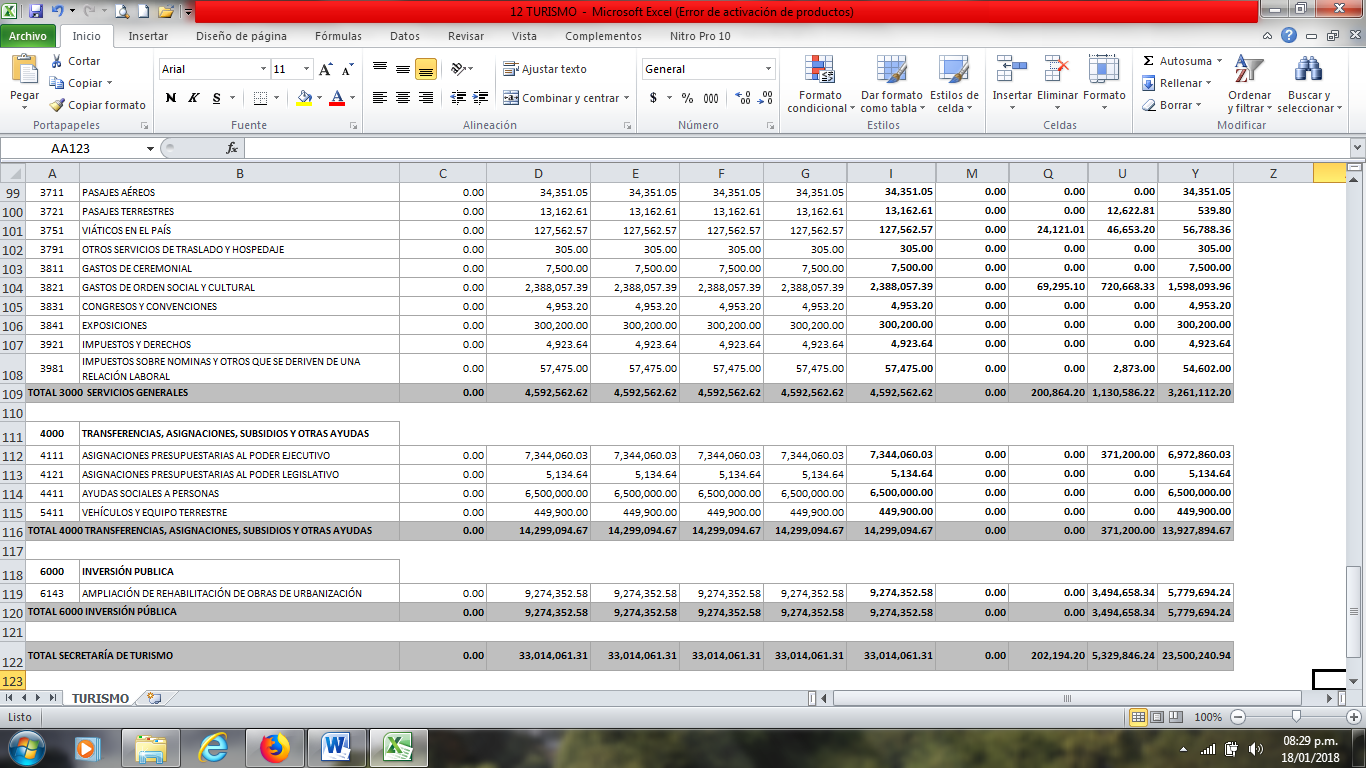 12 TURISMO - Microsoft Excel (Error de activación de productos)
Archivo Inicio Insertar Diseño de página Fórmulas Datos Revisar Vista Complementos Nitro Pro 10
Pegar
Cortar
Copiar
Copiar formato
Portapapeles
Arial 11
N K S
Fuente
Ajustar texto
Combinar y centrar
Alineación
General
$ % 000
Número
Formato condicional
Dar formato como tabla
Estilos de celda
Estilos
Insertar Eliminar Formato
Celdas
Autosuma
Rellenar
Borrar
Ordenar y filtrar
Buscar y seleccionar
Modificar
AA123 fx
A B C D E F G I M Q U Y Z
99 3711 PASAJES AÉREOS 0.00 34,351.05 34,351.05 34,351.05 34,351.05 34,351.05 0.00 0.00 0.00 34,351.05
100 3721 PASAJES TERRESTRES 0.00 13,162.61 13,162.61 13,162.61 13,162.61 13,162.61 0.00 0.00 12,622.81 539.80
101 3751 VIÁTICOS EN EL PAÍS 0.00 127,562.57 127,562.57 127,562.57 127,562.57 127,562.57 0.00 24,121.01 46,653.20 56,788.36
102 3791 OTROS SERVICIOS DE TRASLADO Y HOSPEDAJE 0.00 305.00 305.00 305.00 305.00 305.00 0.00 0.00 0.00 305.00
103 3811 GASTOS DE CEREMONIAL 0.00 7,500.00 7,500.00 7,500.00 7,500.00 7,500.00 0.00 0.00 0.00 7,500.00
104 3821 GASTOS DE ORDEN SOCIAL Y CULTURAL 0.00 2,388,057.39 2,388,057.39 2,388,057.39 2,388,057.39 2,388,057.39 0.00 69,295.10 720,668.33 1,598,093.96
105 3831 CONGRESOS Y CONVENCIONES 0.00 4,953.20 4,953.20 4,953.20 4,953.20 4,953.20 0.00 0.00 0.00 4,953.20
106 3841 EXPOSICIONES 0.00 300,200.00 300,200.00 300,200.00 300,200.00 300,200.00 0.00 0.00 0.00 300,200.00
107 3921 IMPUESTOS Y DERECHOS 0.00 4,923.64 4,923.64 4,923.64 4,923.64 4,923.64 0.00 0.00 0.00 4,923.64
108 3981 IMPUESTOS SOBRE NOMINAS Y OTROS QUE SE DERIVEN DE UNA RELACIÓN LABORAL 0.00 57,475.00 57,475.00 57,475.00 57,475.00 57,475.00 0.00 0.00 2,873.00 54,602.00
109 TOTAL 3000 SERVICIOS GENERALES 0.00 4,592,562.62 4,592,562.62 4,592,562.62 4,592,562.62 4,592,562.62 0.00 200,864.20 1,130,586.22 3,261,112.20
110
111 4000 TRANSFERENCIAS, ASIGNACIONES, SUBSIDIOS Y OTRAS AYUDAS
112 4111 ASIGNACIONES PRESUPUESTARIAS AL PODER EJECUTIVO 0.00 7,344,060.03 7,344,060.03 7,344,060.03 7,344,060.03 7,344,060.03 0.00 0.00 371,200.00 6,972,860.03
113 4121 ASIGNACIONES PRESUPUESTARIAS AL PODER LEGISLATIVO 0.00 5,134.64 5,134.64 5,134.64 5,134.64 5,134.64 0.00 0.00 0.00 5,134.64
114 4411 AYUDAS SOCIALES A PERSONAS 0.00 6,500,000.00 6,500,000.00 6,500,000.00 6,500,000.00 6,500,000.00 0.00 0.00 0.00 6,500,000.00
115 5411 VEHÍCULOS Y EQUIPO TERRESTRE 0.00 449,900.00 449,900.00 449,900.00 449,900.00 449,900.00 0.00 0.00 0.00 449,900.00
116 TOTAL 4000 TRANSFERENCIAS, ASIGNACIONES, SUBSIDIOS Y OTRAS AYUDAS 0.00 14,299,094.67 14,299,094.67 14,299,094.67 14,299,094.67 14,299,094.67 0.00 0.00 371,200.00 13,927,894.67
117
118 6000 INVERSIÓN PUBLICA
119 6143 AMPLIACIÓN DE REHABILITACIÓN DE OBRAS DE URBANIZACIÓN 0.00 9,274,352.58 9,274,352.58 9,274,352.58 9,274,352.58 9,274,352.58 0.00 0.00 3,494,658.34 5,779,694.24
120 TOTAL 6000 INVERSIÓN PÚBLICA 0.00 9,274,352.58 9,274,352.58 9,274,352.58 9,274,352.58 9,274,352.58 0.00 0.00 3,494,658.34 5,779,694.24
121
122 TOTAL SECRETARÍA DE TURISMO 0.00 33,014,061.31 33,014,061.31 33,014,061.31 33,014,061.31 33,014,061.31 0.00 202,194.20 5,329,846.24 23,500,240.94
123
TURISMO
Listo 100%
08:29 p.m.
18/01/2018